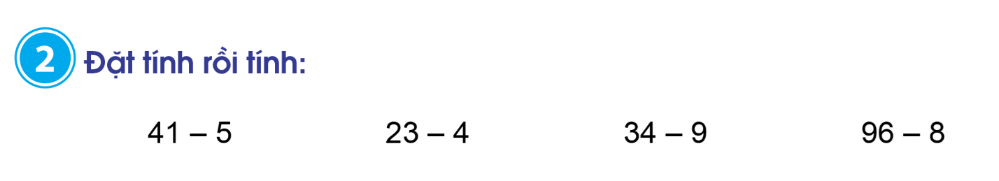 2 Đặt tính rồi tính:
41 – 5 23 – 4 34 – 9 96 – 8